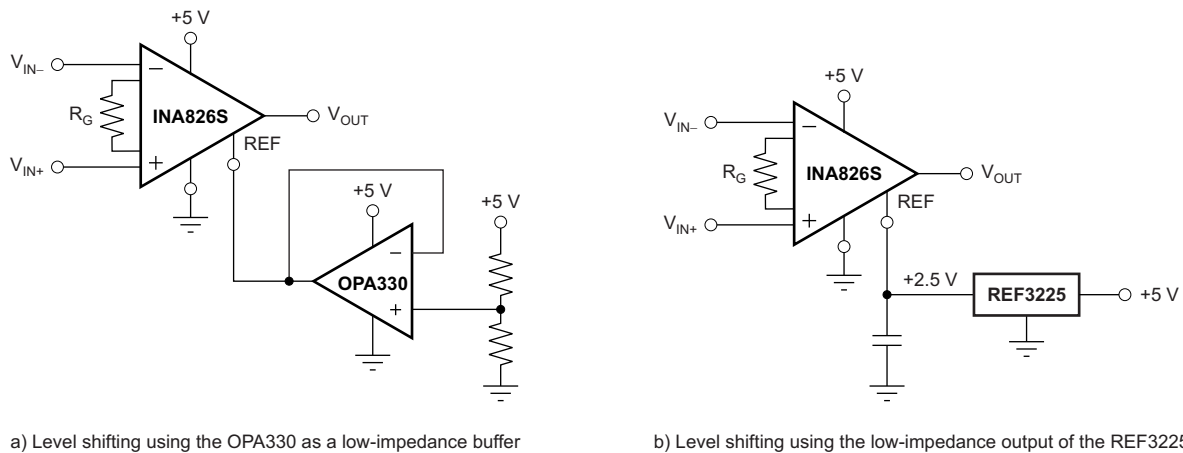 +5 V
V_IN–
–
R_G
INA826S
V_OUT
REF
V_IN+
+
+5 V
+5 V
–
OPA330
+
a) Level shifting using the OPA330 as a low-impedance buffer
+5 V
V_IN–
–
R_G
INA826S
V_OUT
REF
V_IN+
+
+2.5 V
REF3225
+5 V
b) Level shifting using the low-impedance output of the REF3225